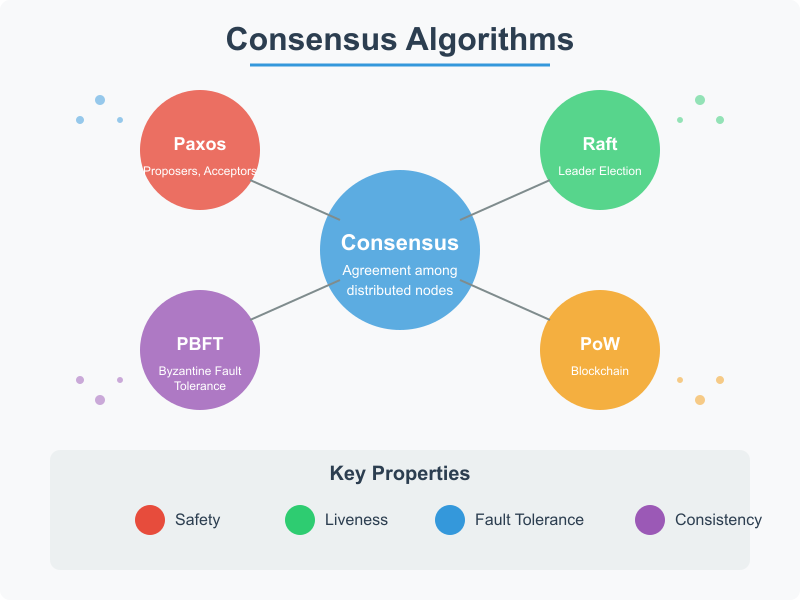 Consensus Algorithms
Paxos
Proposers, Acceptors
Raft
Leader Election
Consensus
Agreement among
distributed nodes
PBFT
Byzantine Fault
Tolerance
PoW
Blockchain
Key Properties
Safety
Liveness
Fault Tolerance
Consistency